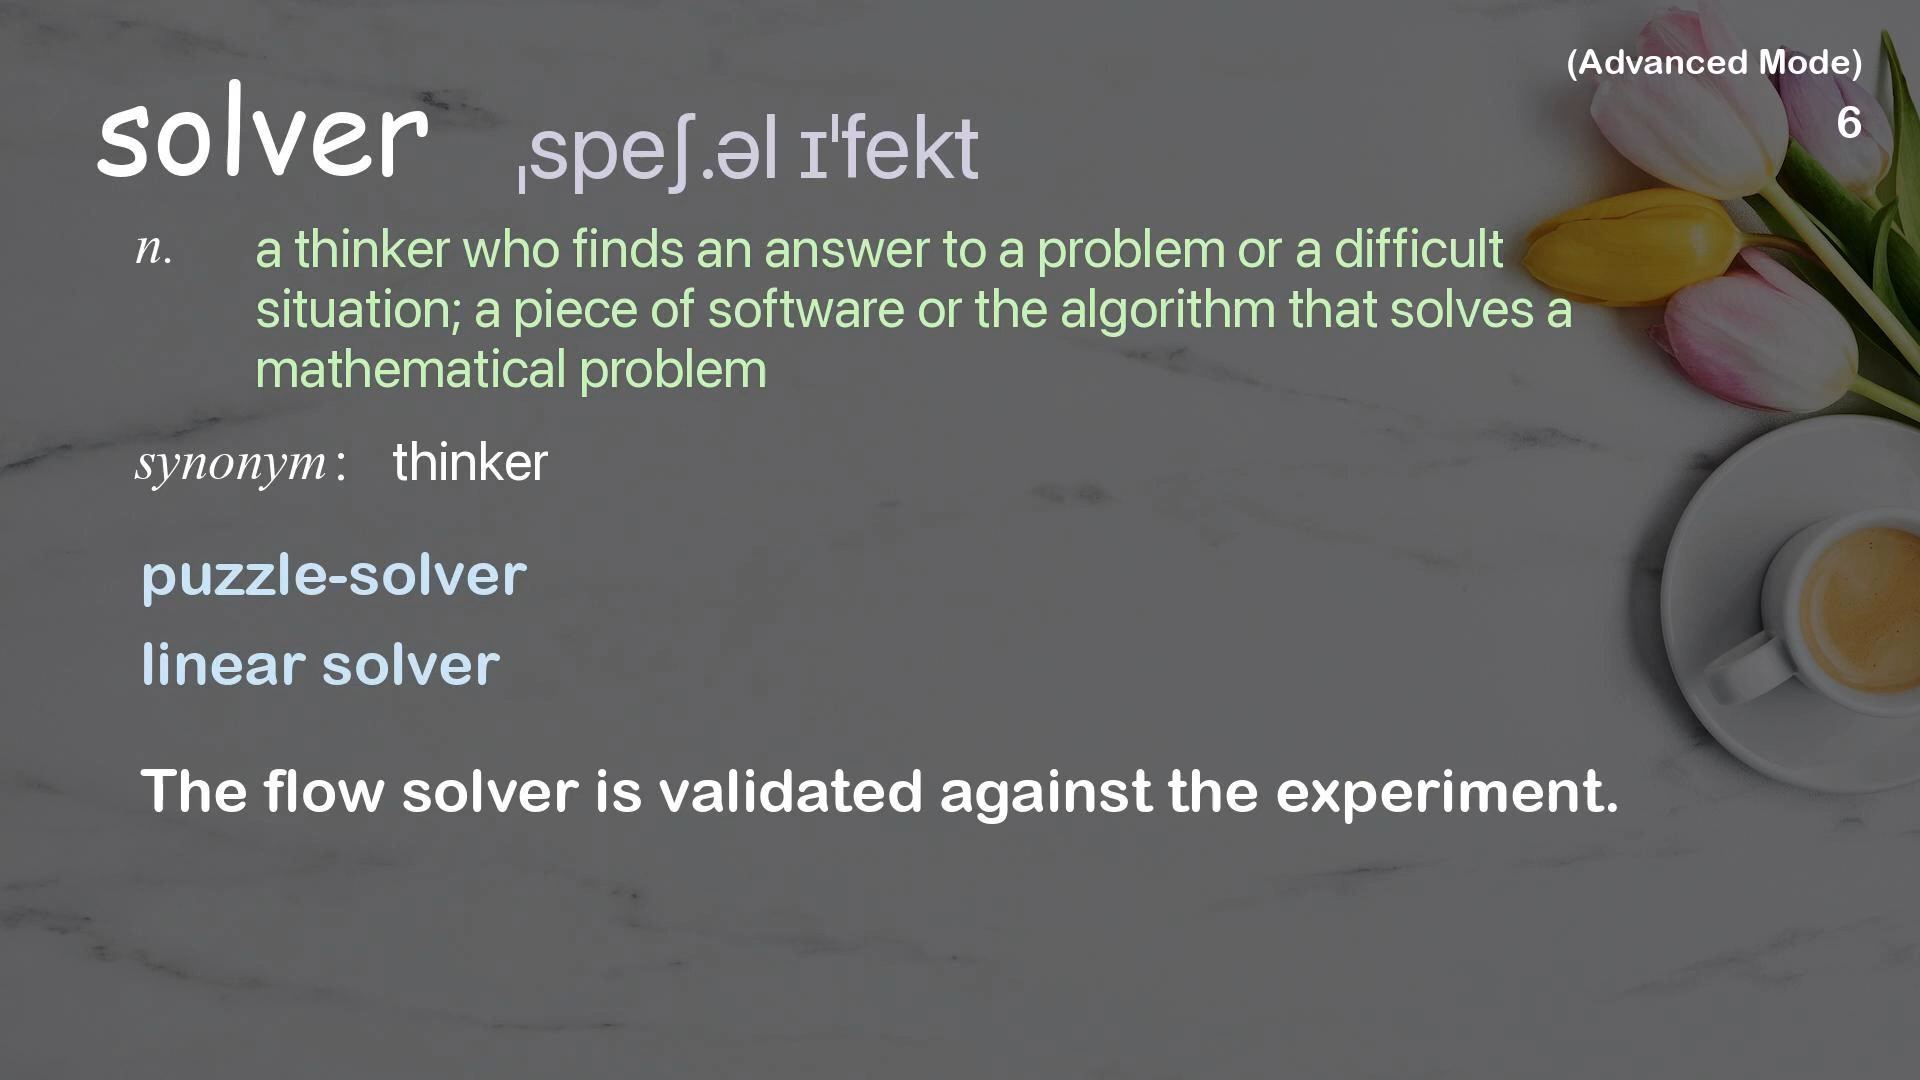 (Advanced Mode)
solver ˌspeʃ.əl ɪˈfekt
6
n. a thinker who finds an answer to a problem or a difficult
situation; a piece of software or the algorithm that solves a
mathematical problem
synonym: thinker
puzzle-solver
linear solver
The flow solver is validated against the experiment.